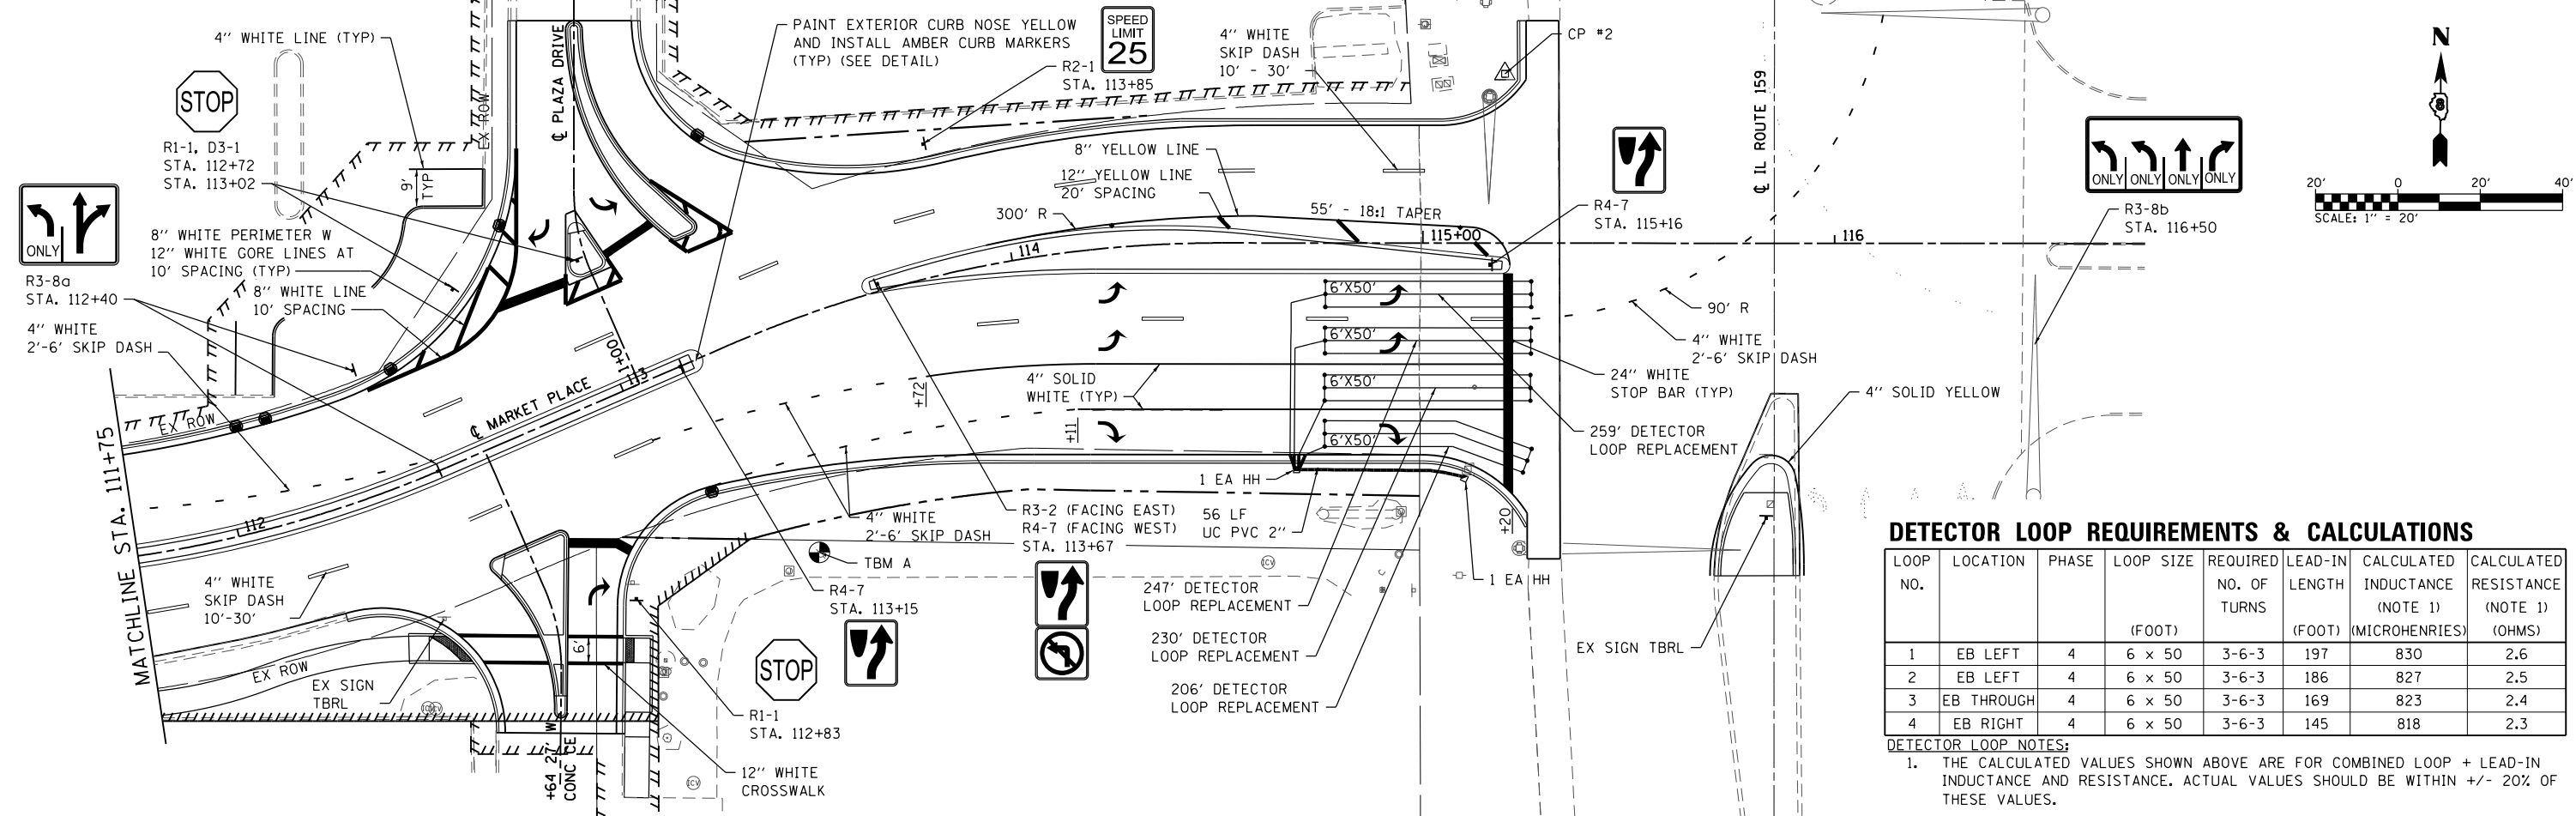 4'' WHITE LINE (TYP)
STOP
R1-1, D3-1
STA. 112+72
STA. 113+02
ONLY
R3-8a
STA. 112+40
8'' WHITE PERIMETER W
12'' WHITE GORE LINES AT
10' SPACING (TYP)
8'' WHITE LINE
10' SPACING
4'' WHITE
2'-6' SKIP DASH
9'
TYP
EX ROW
℄ PLAZA DRIVE
PAINT EXTERIOR CURB NOSE YELLOW
AND INSTALL AMBER CURB MARKERS
(TYP) (SEE DETAIL)
SPEED
LIMIT
25
R2-1
STA. 113+85
4'' WHITE
SKIP DASH
10' - 30'
CP #2
8'' YELLOW LINE
12'' YELLOW LINE
20' SPACING
300' R
55' - 18:1 TAPER
114
115+00
116
R4-7
STA. 115+16
℄ IL ROUTE 159
ONLY ONLY ONLY ONLY
R3-8b
STA. 116+50
N
20' 0 20' 40'
SCALE: 1'' = 20'
90' R
4'' WHITE
2'-6' SKIP DASH
24'' WHITE
STOP BAR (TYP)
4'' SOLID YELLOW
259' DETECTOR
LOOP REPLACEMENT
6'X50'
6'X50'
6'X50'
6'X50'
4'' SOLID
WHITE (TYP)
+72
+11
+20
11+00
113
℄ MARKET PLACE
112
EX ROW
MATCHLINE STA. 111+75
4'' WHITE
SKIP DASH
10'-30'
EX ROW
EX SIGN
TBRL
6'
+64 27' W
CONC CE
12'' WHITE
CROSSWALK
R1-1
STA. 112+83
STOP
R4-7
STA. 113+15
TBM A
4'' WHITE
2'-6' SKIP DASH
R3-2 (FACING EAST)
R4-7 (FACING WEST)
STA. 113+67
1 EA HH
56 LF
UC PVC 2''
1 EA HH
247' DETECTOR
LOOP REPLACEMENT
230' DETECTOR
LOOP REPLACEMENT
206' DETECTOR
LOOP REPLACEMENT
EX SIGN TBRL
DETECTOR LOOP REQUIREMENTS & CALCULATIONS
LOOP NO. LOCATION PHASE LOOP SIZE (FOOT) REQUIRED NO. OF TURNS LEAD-IN LENGTH (FOOT) CALCULATED INDUCTANCE (NOTE 1) (MICROHENRIES) CALCULATED RESISTANCE (NOTE 1) (OHMS)
1 EB LEFT 4 6 x 50 3-6-3 197 830 2.6
2 EB LEFT 4 6 x 50 3-6-3 186 827 2.5
3 EB THROUGH 4 6 x 50 3-6-3 169 823 2.4
4 EB RIGHT 4 6 x 50 3-6-3 145 818 2.3
DETECTOR LOOP NOTES:
1. THE CALCULATED VALUES SHOWN ABOVE ARE FOR COMBINED LOOP + LEAD-IN
INDUCTANCE AND RESISTANCE. ACTUAL VALUES SHOULD BE WITHIN +/- 20% OF
THESE VALUES.